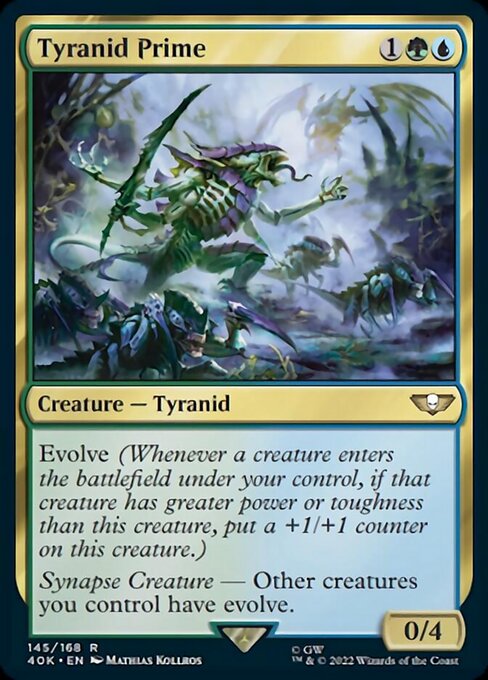 Tyranid Prime 1
Creature — Tyranid
Evolve (Whenever a creature enters
the battlefield under your control, if that
creature has greater power or toughness
than this creature, put a +1/+1 counter
on this creature.)
Synapse Creature — Other creatures
you control have evolve.
0/4
145/168 R
40K • EN Mathias Kollros
© GW
™ & © 2022 Wizards of the Coast